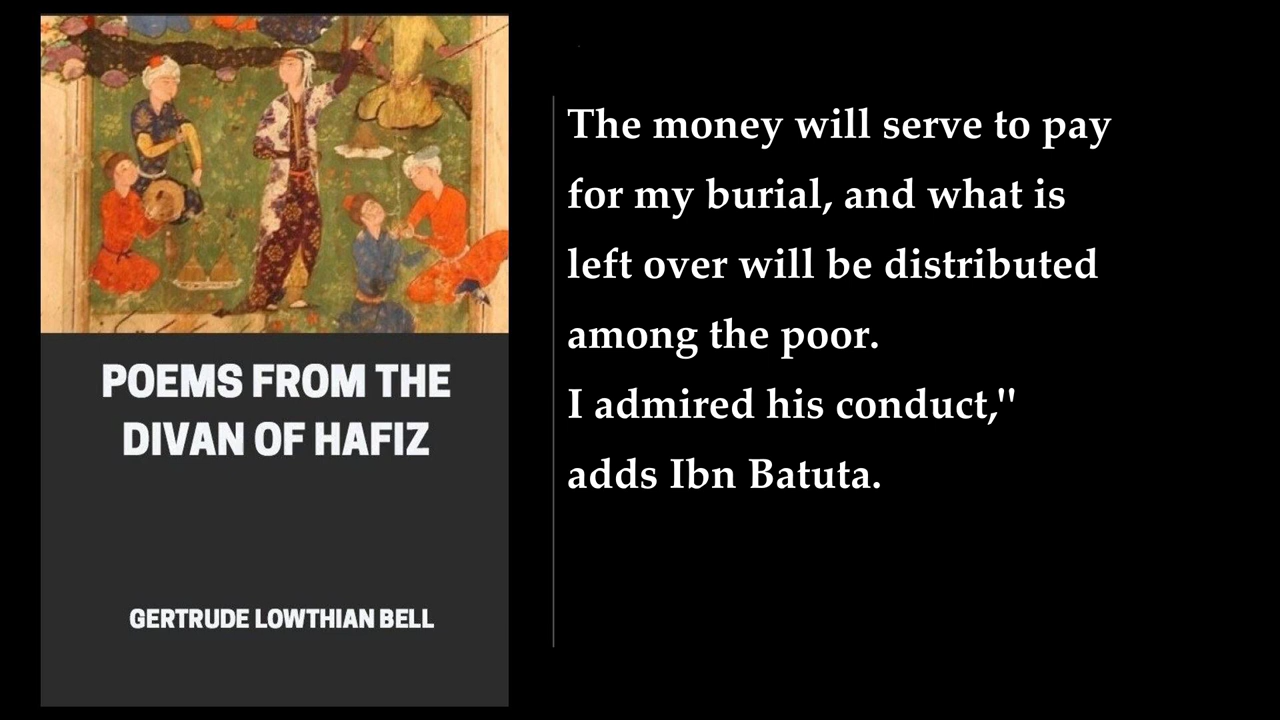 POEMS FROM THE
DIVAN OF HAFIZ
GERTRUDE LOWTHIAN BELL
The money will serve to pay
for my burial, and what is
left over will be distributed
among the poor.
I admired his conduct,"
adds Ibn Batuta.